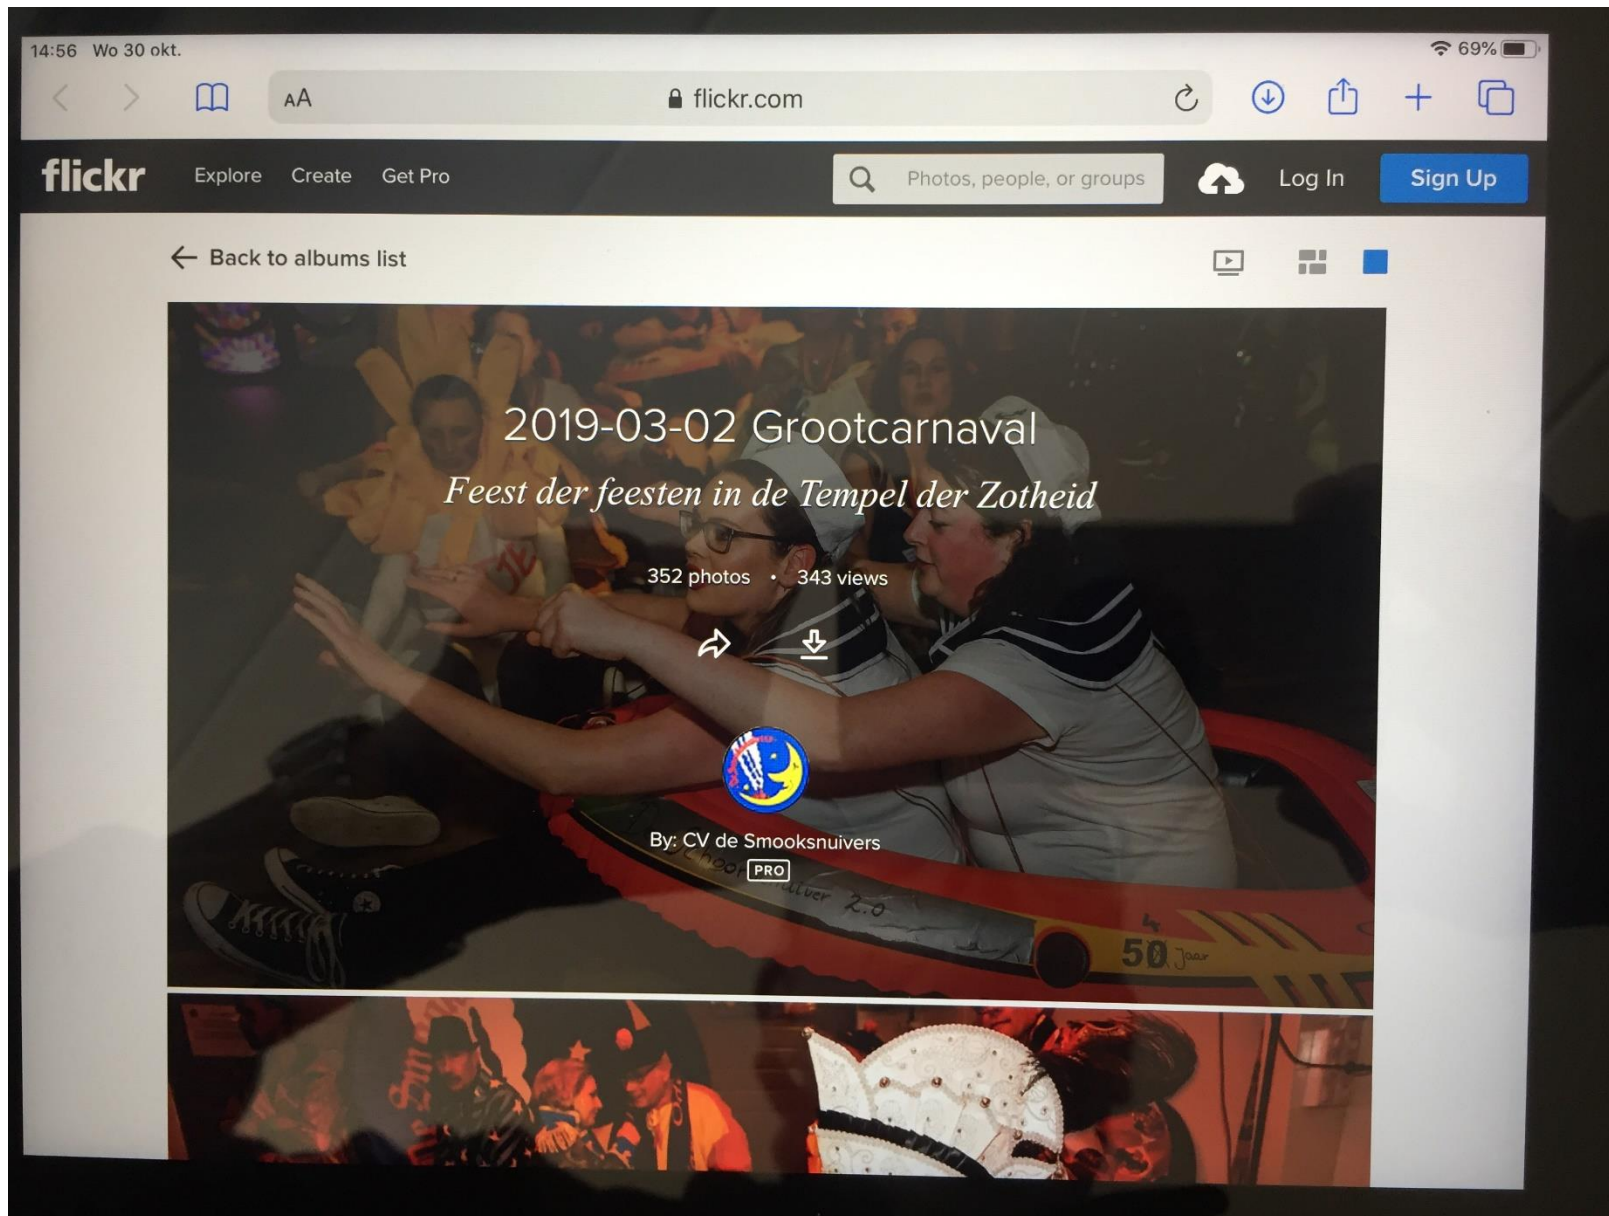 14:56 Wo 30 okt.
69%
AA
flickr.com
flickr
Explore Create Get Pro
Photos, people, or groups
Log In
Sign Up
Back to albums list
2019-03-02 Grootcarnaval
Feest der feesten in de Tempel der Zotheid
352 photos • 343 views
By: CV de Smooksnuivers
PRO
2.0
4
50 Jaar